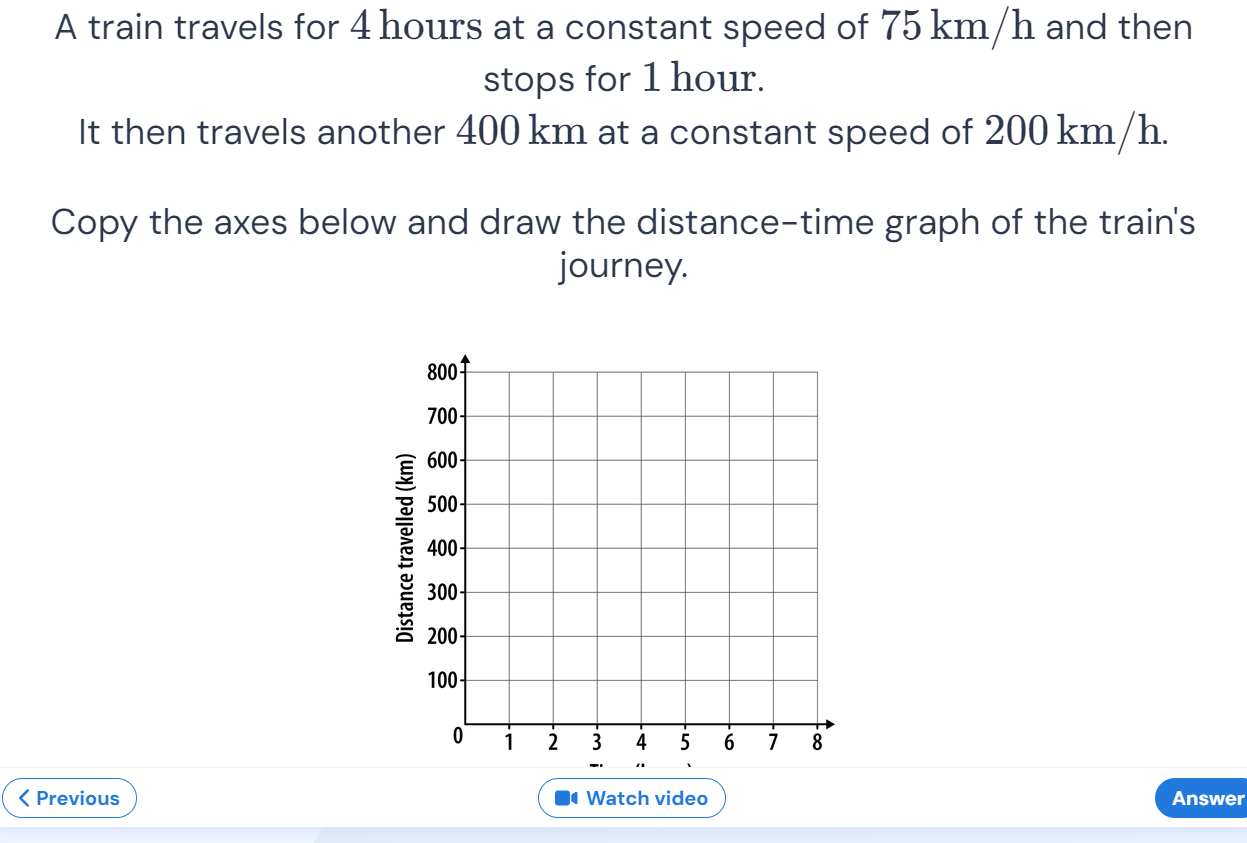 A train travels for 4 hours at a constant speed of 75 km/h and then
stops for 1 hour.
It then travels another 400 km at a constant speed of 200 km/h.
Copy the axes below and draw the distance-time graph of the train's
journey.
800
700
600
500
400
300
200
100
0
Distance travelled (km)
1 2 3 4 5 6 7 8
Previous
Watch video
Answer